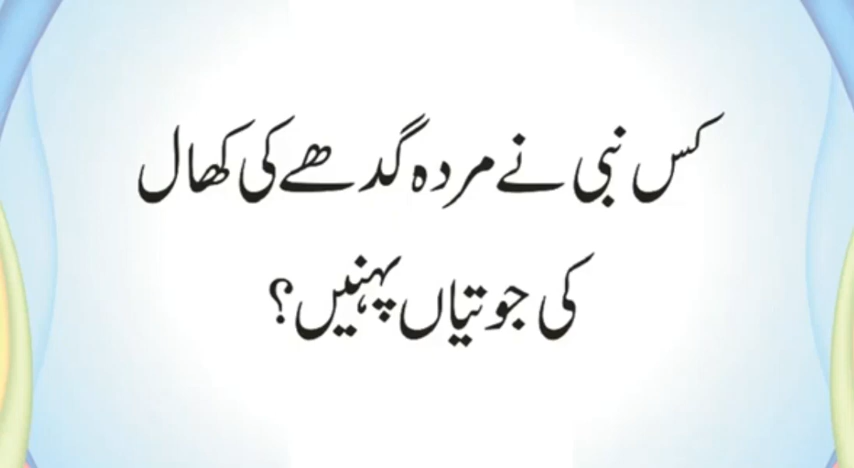 کس نبی نے مردہ گدھے کی کھال
کی جوتیاں پہنیں؟